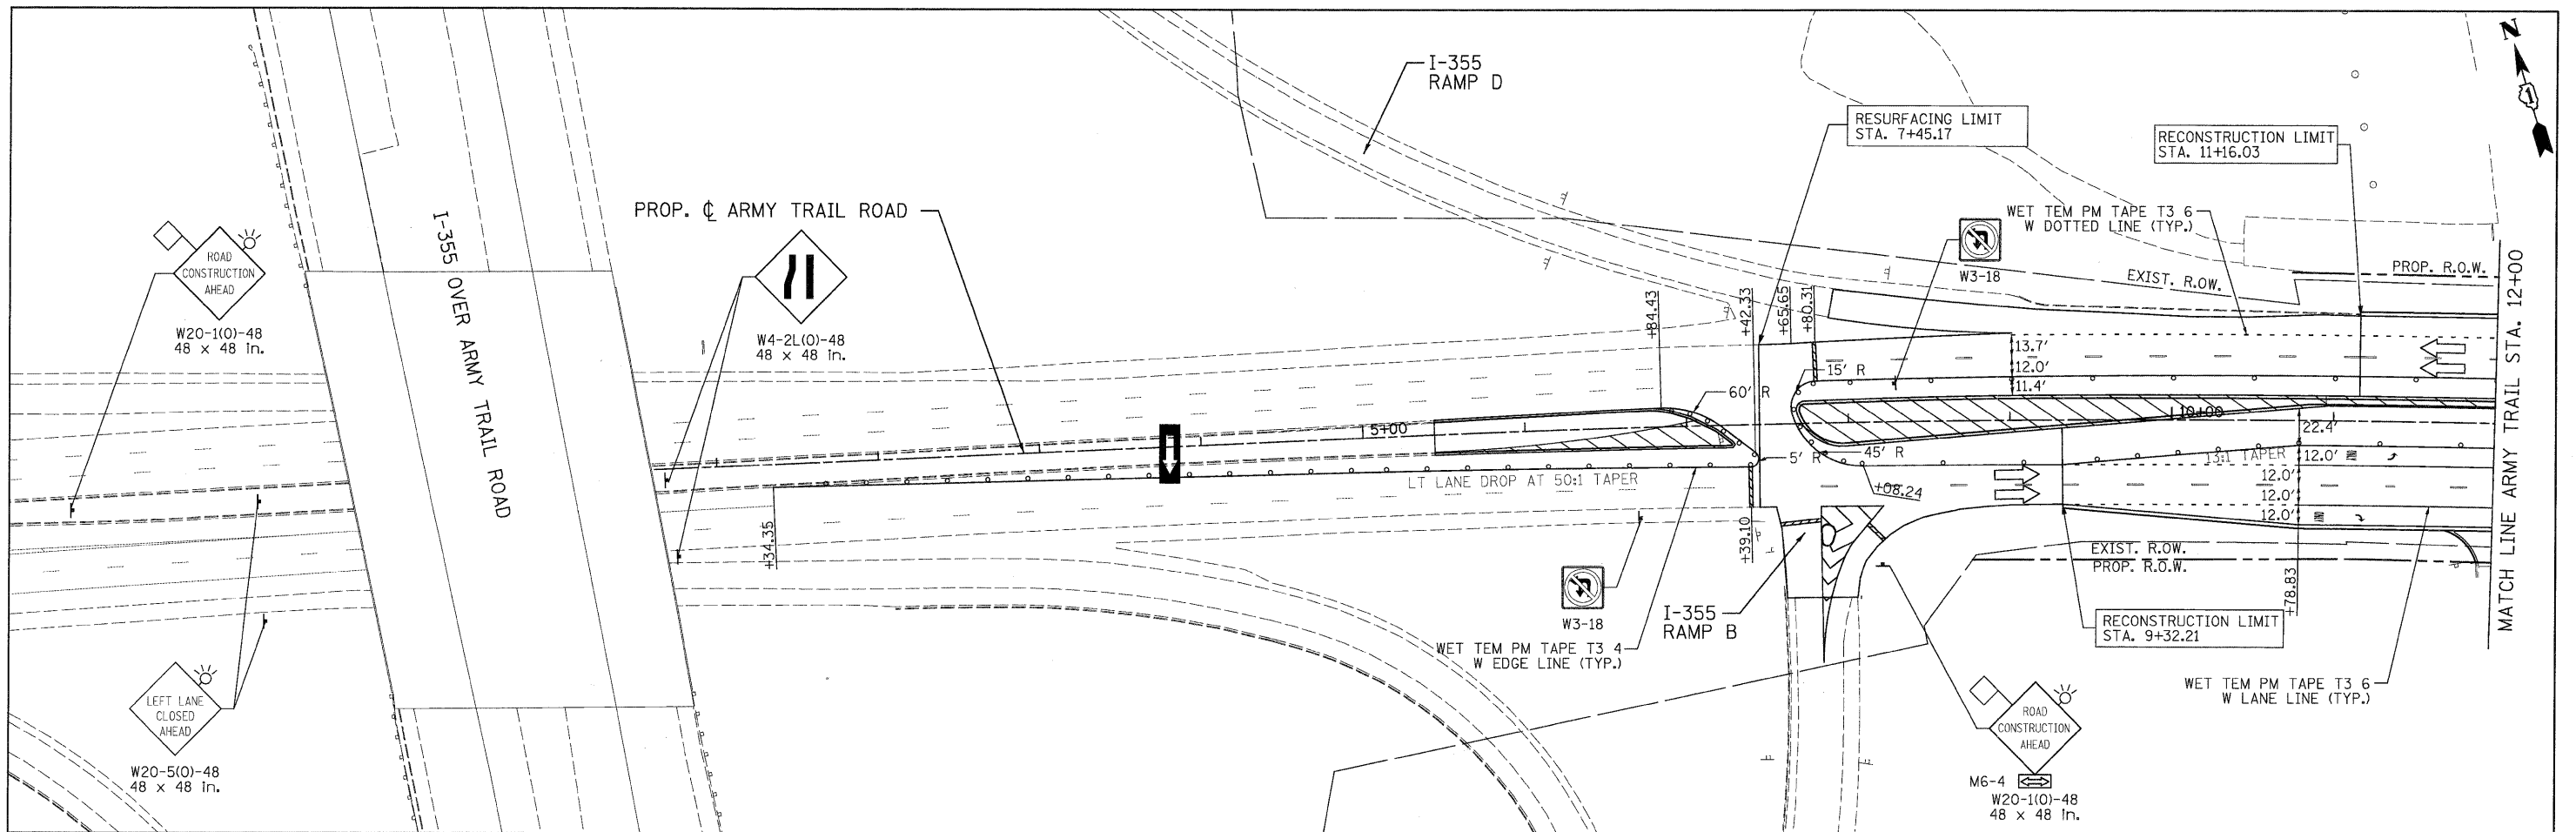 I-355
RAMP D
RESURFACING LIMIT
STA. 7+45.17
RECONSTRUCTION LIMIT
STA. 11+16.03
N
1
PROP. ℄ ARMY TRAIL ROAD
I-355 OVER ARMY TRAIL ROAD
WET TEM PM TAPE T3 6
W DOTTED LINE (TYP.)
W3-18
EXIST. R.OW.
PROP. R.O.W.
ROAD
CONSTRUCTION
AHEAD
W20-1(O)-48
48 x 48 in.
W4-2L(O)-48
48 x 48 in.
+84.43
+42.33
+65.65
+80.31
13.7'
12.0'
11.4'
15' R
60' R
5+00
10+00
22.4'
5' R
45' R
13:1 TAPER
12.0'
12.0'
12.0'
12.0'
LT LANE DROP AT 50:1 TAPER
+08.24
+34.35
+39.10
EXIST. R.OW.
PROP. R.O.W.
+78.83
MATCH LINE ARMY TRAIL STA. 12+00
W3-18
I-355
RAMP B
RECONSTRUCTION LIMIT
STA. 9+32.21
WET TEM PM TAPE T3 4
W EDGE LINE (TYP.)
WET TEM PM TAPE T3 6
W LANE LINE (TYP.)
LEFT LANE
CLOSED
AHEAD
W20-5(O)-48
48 x 48 in.
ROAD
CONSTRUCTION
AHEAD
M6-4
W20-1(O)-48
48 x 48 in.